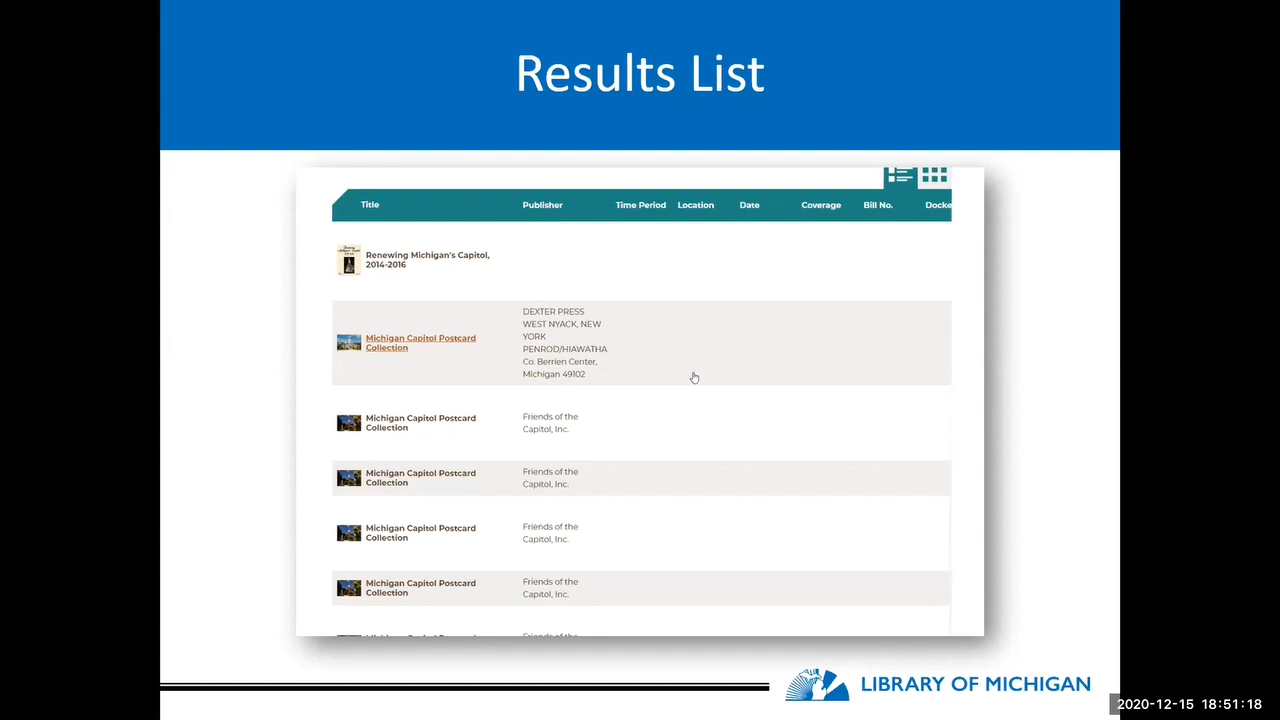 Results List
Title Publisher Time Period Location Date Coverage Bill No. Docke
Renewing Michigan's Capitol,
2014-2016
DEXTER PRESS
WEST NYACK, NEW
YORK
PENROD/HIAWATHA
Co. Berrien Center,
Michigan 49102
Michigan Capitol Postcard
Collection
Michigan Capitol Postcard
Collection
Friends of the
Capitol, Inc.
Michigan Capitol Postcard
Collection
Friends of the
Capitol, Inc.
Michigan Capitol Postcard
Collection
Friends of the
Capitol, Inc.
Michigan Capitol Postcard
Collection
Friends of the
Capitol, Inc.
LIBRARY OF MICHIGAN
2020-12-15 18:51:18